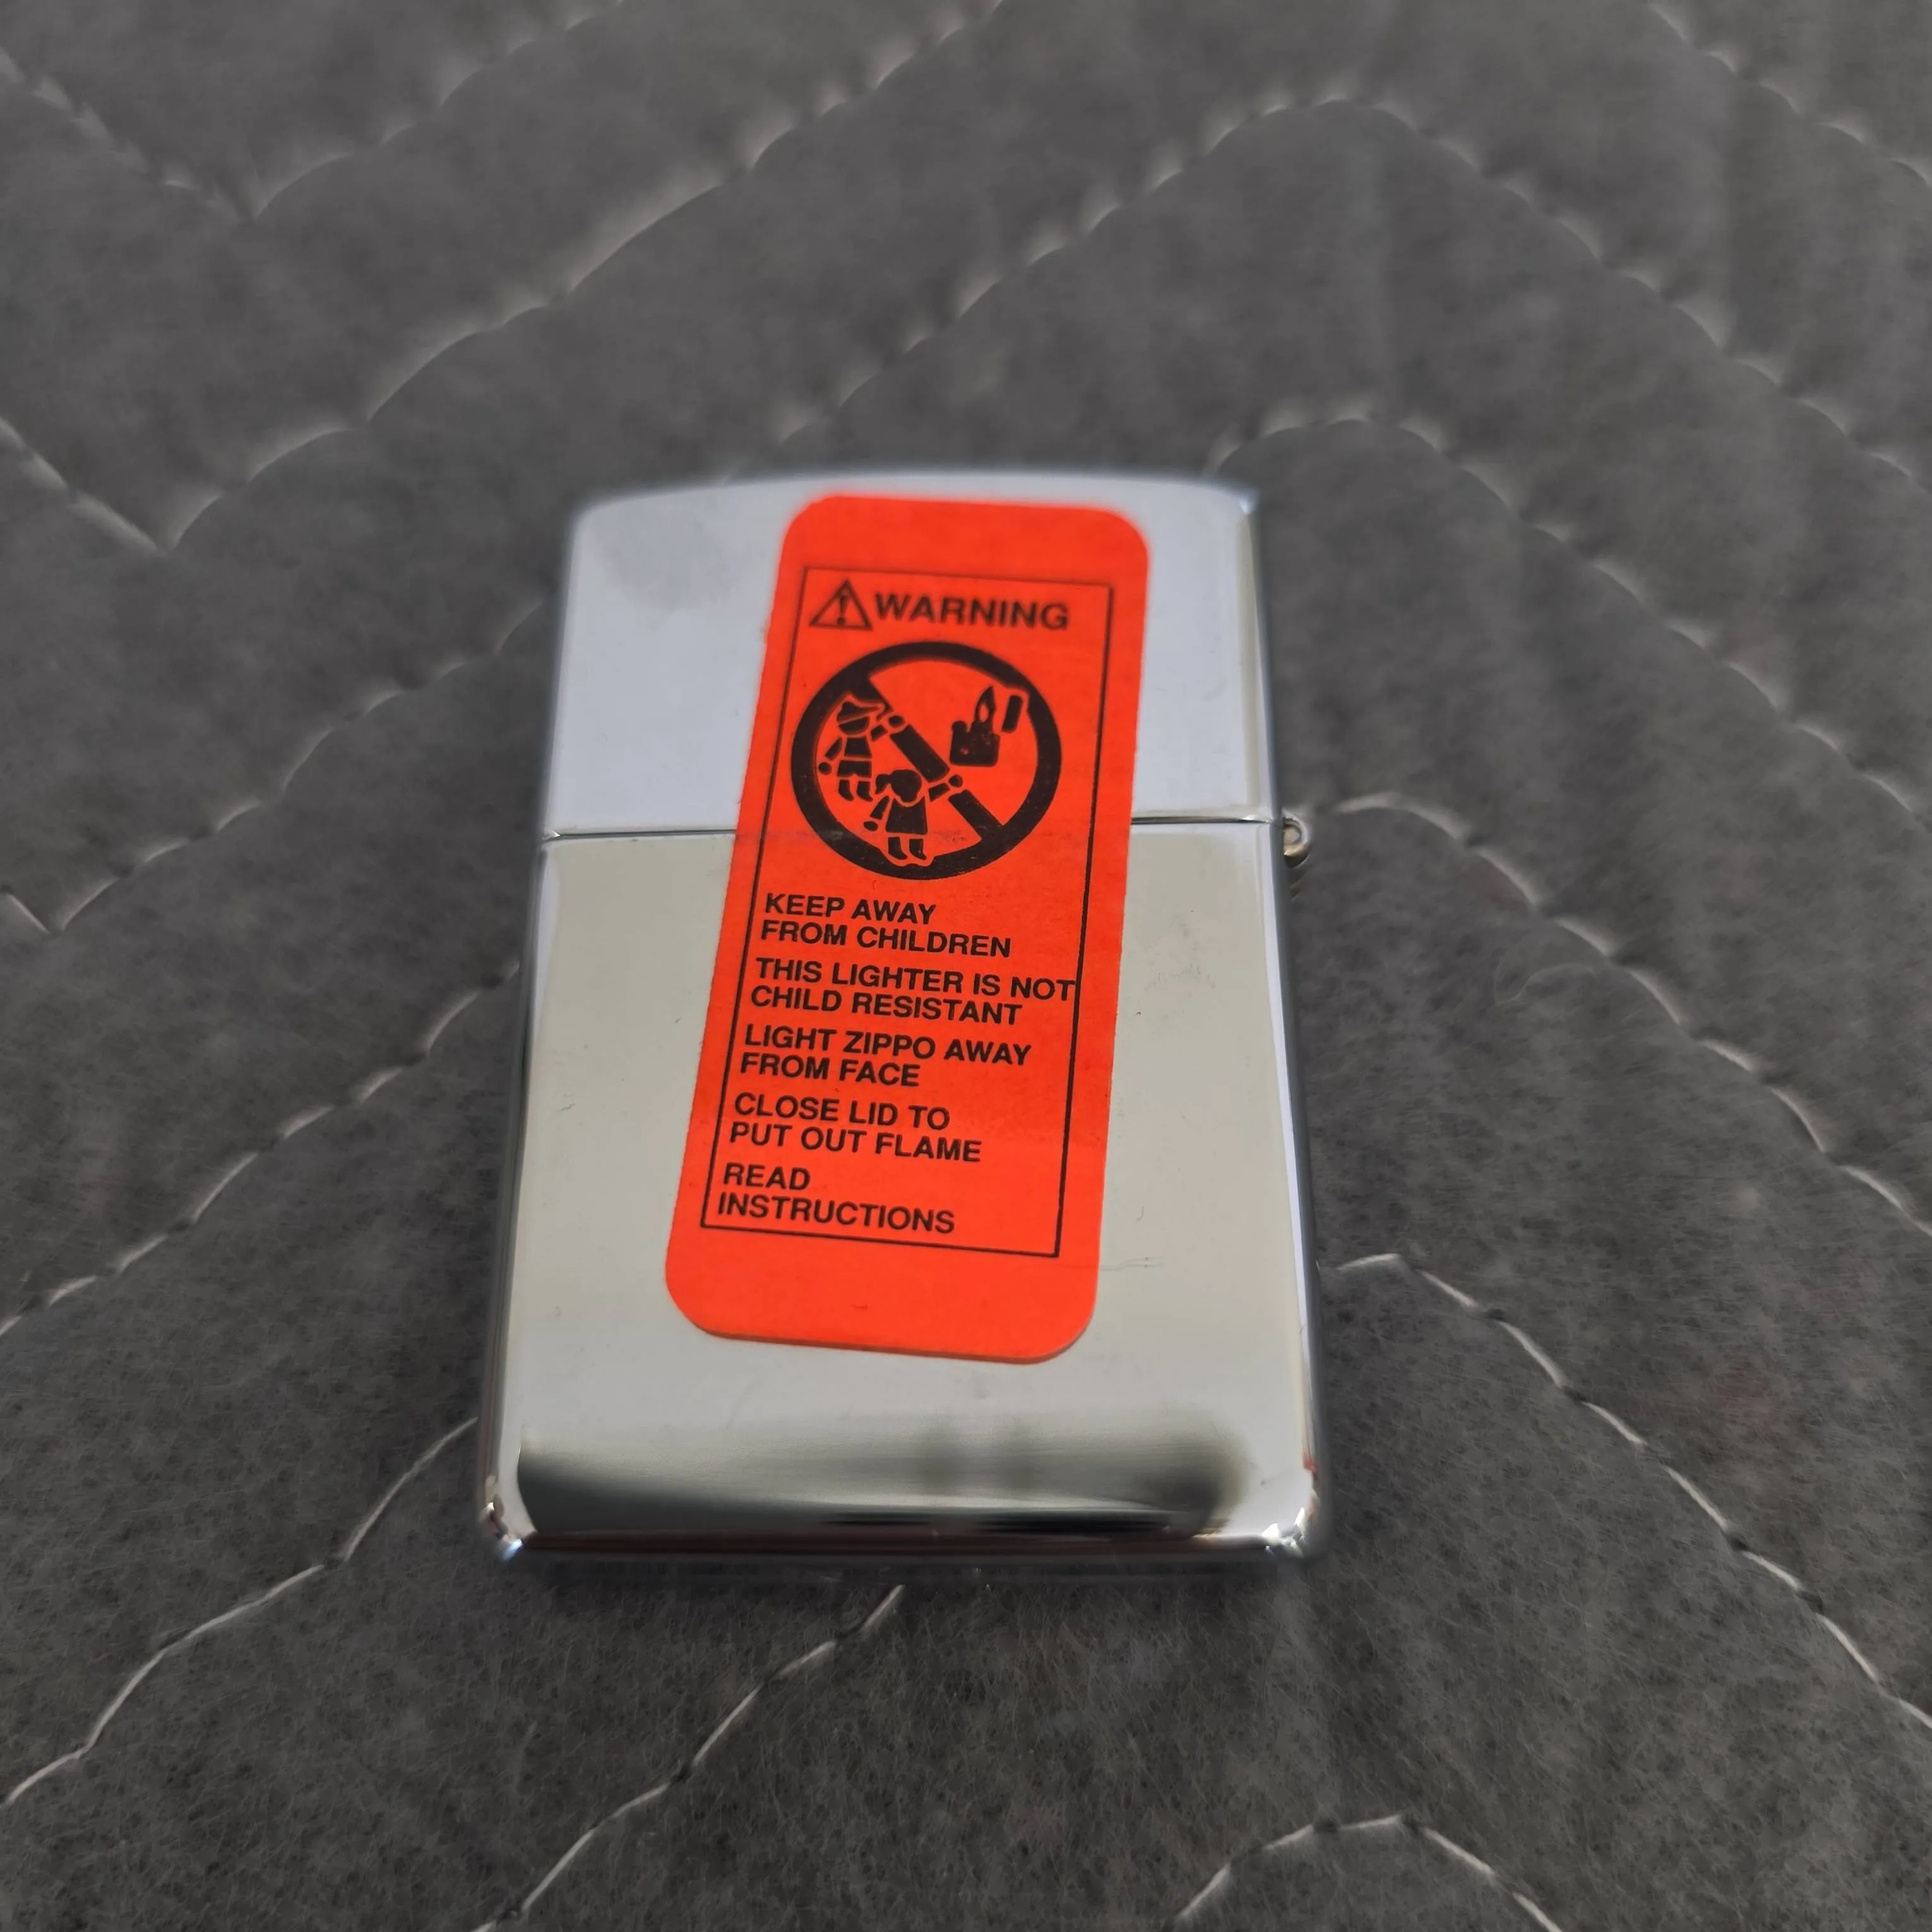 WARNING
KEEP AWAY
FROM CHILDREN
THIS LIGHTER IS NOT
CHILD RESISTANT
LIGHT ZIPPO AWAY
FROM FACE
CLOSE LID TO
PUT OUT FLAME
READ
INSTRUCTIONS